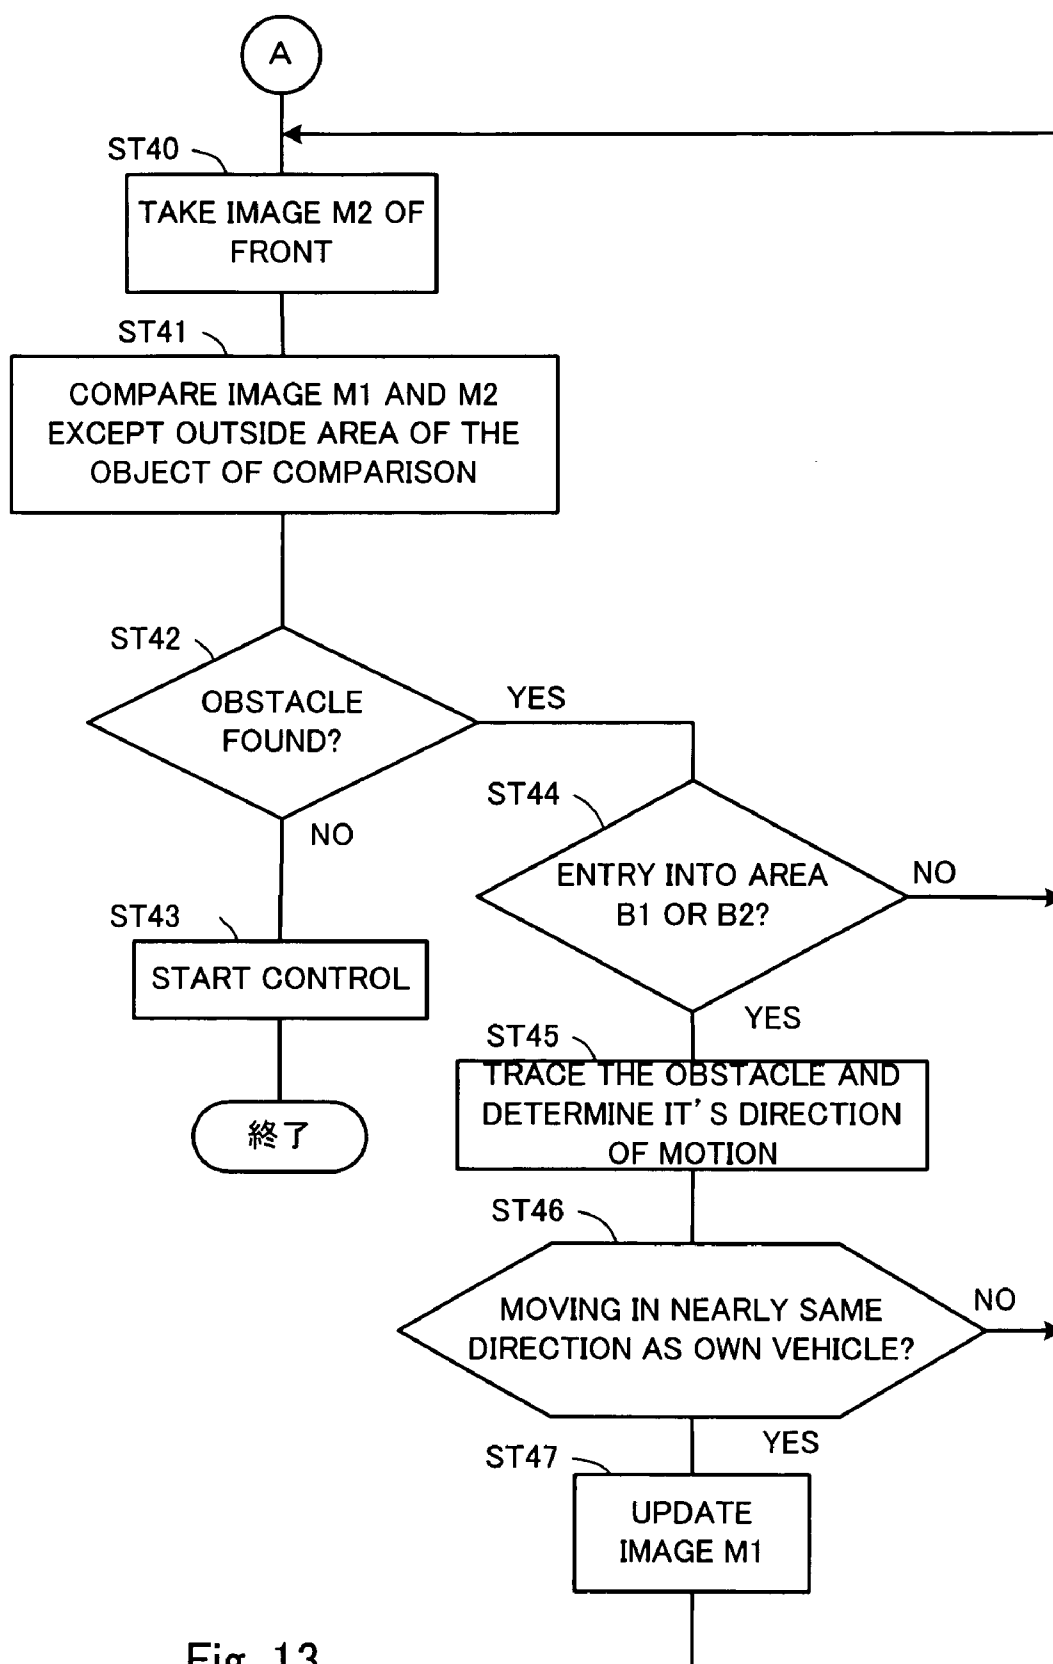 A
ST40
TAKE IMAGE M2 OF
FRONT
ST41
COMPARE IMAGE M1 AND M2
EXCEPT OUTSIDE AREA OF THE
OBJECT OF COMPARISON
ST42
OBSTACLE
FOUND?
YES
NO
ST43
START CONTROL
終了
ST44
ENTRY INTO AREA
B1 OR B2?
NO
YES
ST45
TRACE THE OBSTACLE AND
DETERMINE IT'S DIRECTION
OF MOTION
ST46
MOVING IN NEARLY SAME
DIRECTION AS OWN VEHICLE?
NO
YES
ST47
UPDATE
IMAGE M1
Fig. 13